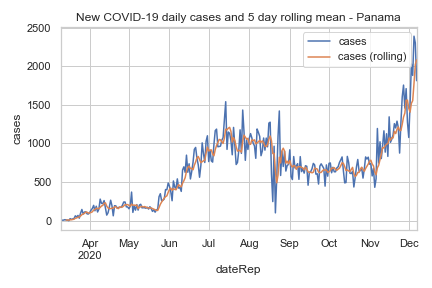 New COVID-19 daily cases and 5 day rolling mean - Panama
cases
cases (rolling)
2500
2000
1500
1000
500
0
cases
Apr May Jun Jul Aug Sep Oct Nov Dec
2020
dateRep